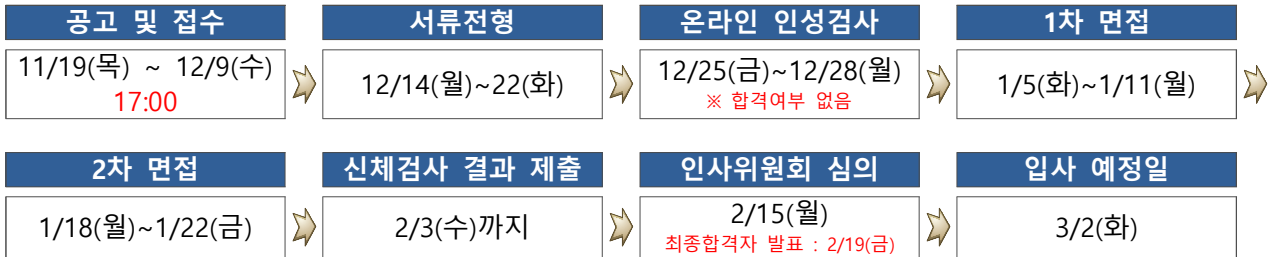 공고 및 접수
11/19(목) ~ 12/9(수)
17:00
서류전형
12/14(월)~22(화)
온라인 인성검사
12/25(금)~12/28(월)
※ 합격여부 없음
1차 면접
1/5(화)~1/11(월)
2차 면접
1/18(월)~1/22(금)
신체검사 결과 제출
2/3(수)까지
인사위원회 심의
2/15(월)
최종합격자 발표 : 2/19(금)
입사 예정일
3/2(화)